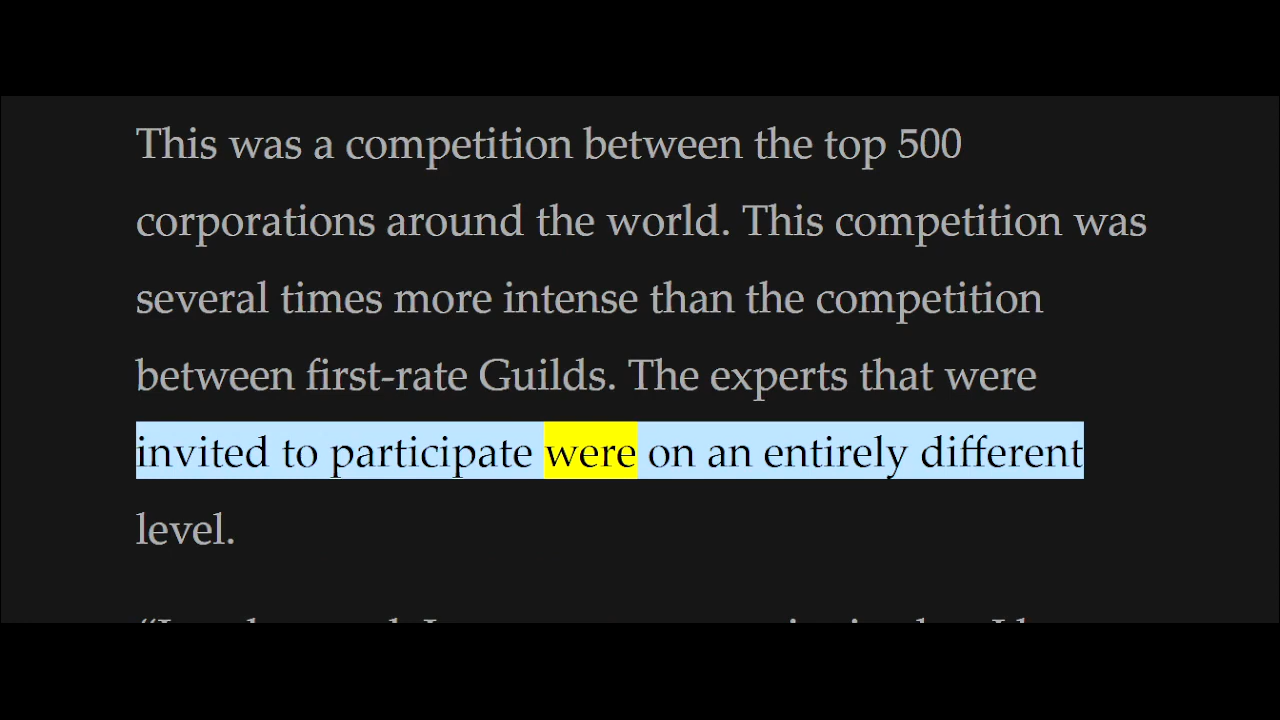 This was a competition between the top 500
corporations around the world. This competition was
several times more intense than the competition
between first-rate Guilds. The experts that were
invited to participate were on an entirely different
level.